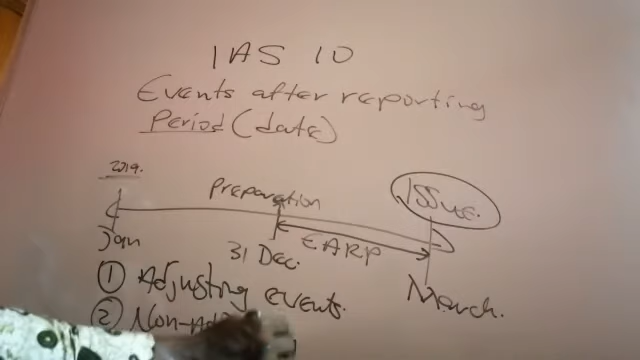 IAS 10
Events after reporting
Period (date)
2019.
Preparation
ISSue.
Jan
31 Dec.
EARP
March.
① Adjusting events.
② Non-